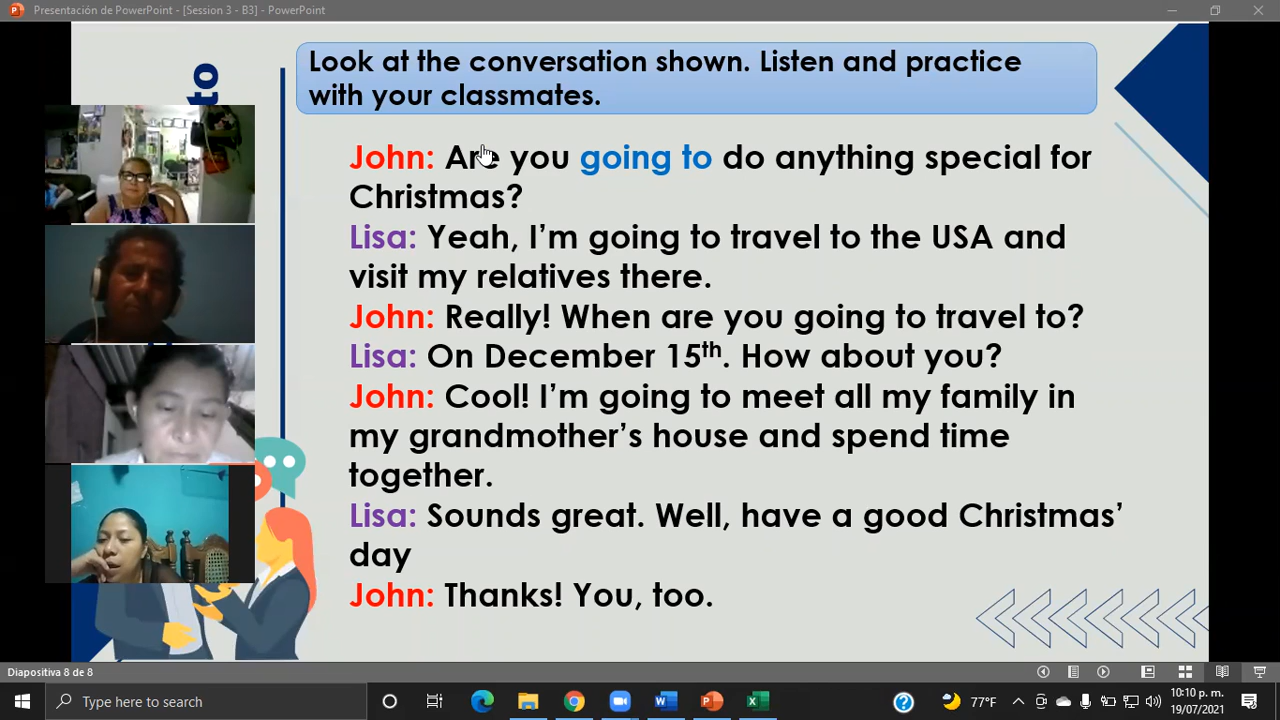 Presentación de PowerPoint - [Session 3 - B3] - PowerPoint
to
Look at the conversation shown. Listen and practice
with your classmates.
John: Are you going to do anything special for
Christmas?
Lisa: Yeah, I'm going to travel to the USA and
visit my relatives there.
John: Really! When are you going to travel to?
Lisa: On December 15th. How about you?
John: Cool! I'm going to meet all my family in
my grandmother's house and spend time
together.
Lisa: Sounds great. Well, have a good Christmas'
day
John: Thanks! You, too.
Diapositiva 8 de 8
Type here to search
77°F
10:10 p. m.
19/07/2021